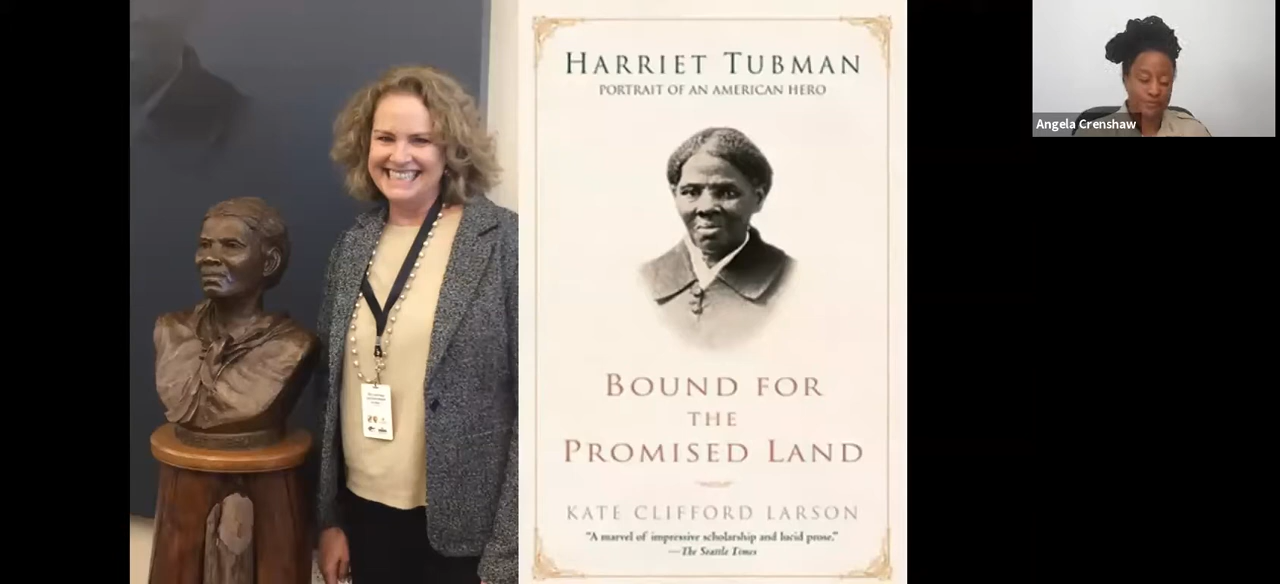 HARRIET TUBMAN
PORTRAIT OF AN AMERICAN HERO
BOUND FOR
THE
PROMISED LAND
KATE CLIFFORD LARSON
"A marvel of impressive scholarship and lucid prose."
—The Seattle Times
Angela Crenshaw